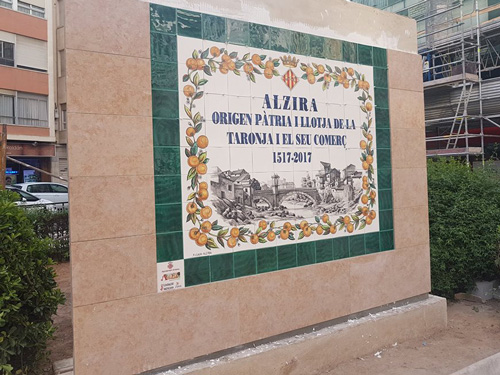 ALZIRA
ORIGEN PÀTRIA I LLOTJA DE LA
TARONJA I EL SEU COMERÇ
1517-2017